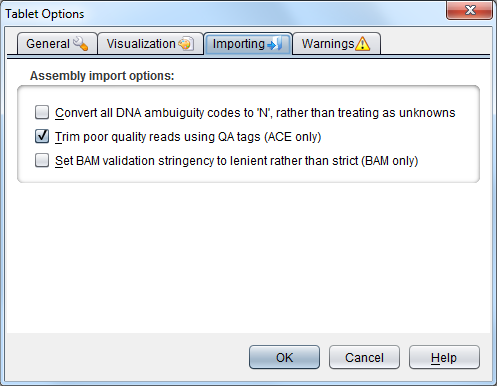 Tablet Options
General
Visualization
Importing
Warnings
Assembly import options:
Convert all DNA ambuiguity codes to 'N', rather than treating as unknowns
Trim poor quality reads using QA tags (ACE only)
Set BAM validation stringency to lenient rather than strict (BAM only)
OK
Cancel
Help